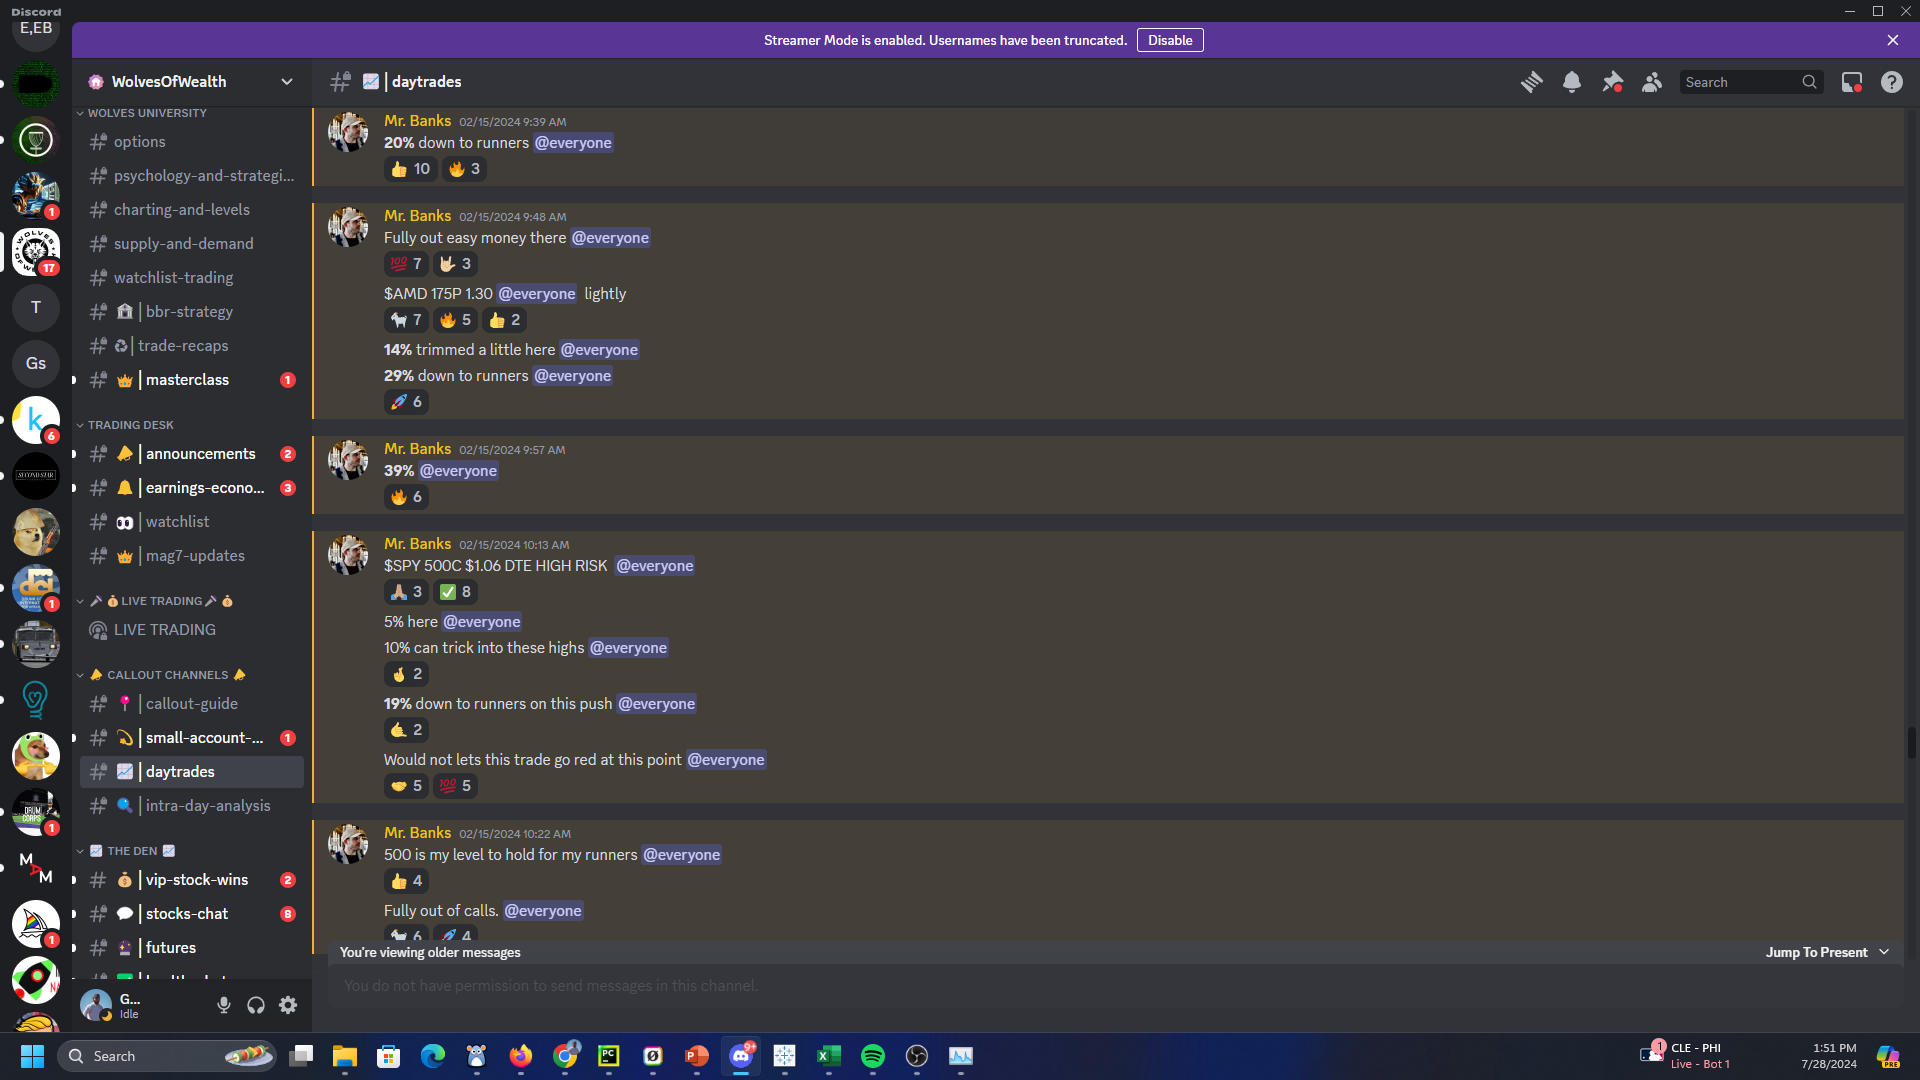 Discord
E,EB
Streamer Mode is enabled. Usernames have been truncated.
Disable
WolvesOfWealth
| daytrades
Search
WOLVES UNIVERSITY
options
psychology-and-strategi...
charting-and-levels
supply-and-demand
watchlist-trading
| bbr-strategy
| trade-recaps
| masterclass
1
TRADING DESK
| announcements
2
| earnings-econo...
3
| watchlist
| mag7-updates
LIVE TRADING
LIVE TRADING
CALLOUT CHANNELS
| callout-guide
| small-account-...
1
| daytrades
| intra-day-analysis
THE DEN
| vip-stock-wins
2
| stocks-chat
8
| futures
1
17
T
Gs
k
6
SECOND STAR
dci
1
DRUM CORPS
1
M A M
1
G...
Idle
Mr. Banks 02/15/2024 9:39 AM
20% down to runners @everyone
10 3
Mr. Banks 02/15/2024 9:48 AM
Fully out easy money there @everyone
100 7 3
$AMD 175P 1.30 @everyone lightly
7 5 2
14% trimmed a little here @everyone
29% down to runners @everyone
6
Mr. Banks 02/15/2024 9:57 AM
39% @everyone
6
Mr. Banks 02/15/2024 10:13 AM
$SPY 500C $1.06 DTE HIGH RISK @everyone
3 8
5% here @everyone
10% can trick into these highs @everyone
2
19% down to runners on this push @everyone
2
Would not lets this trade go red at this point @everyone
5 100 5
Mr. Banks 02/15/2024 10:22 AM
500 is my level to hold for my runners @everyone
4
Fully out of calls. @everyone
6 4
You're viewing older messages
Jump To Present
You do not have permission to send messages in this channel.
Search
PC
9+
1
CLE - PHI
Live - Bot 1
1:51 PM
7/28/2024
PRE